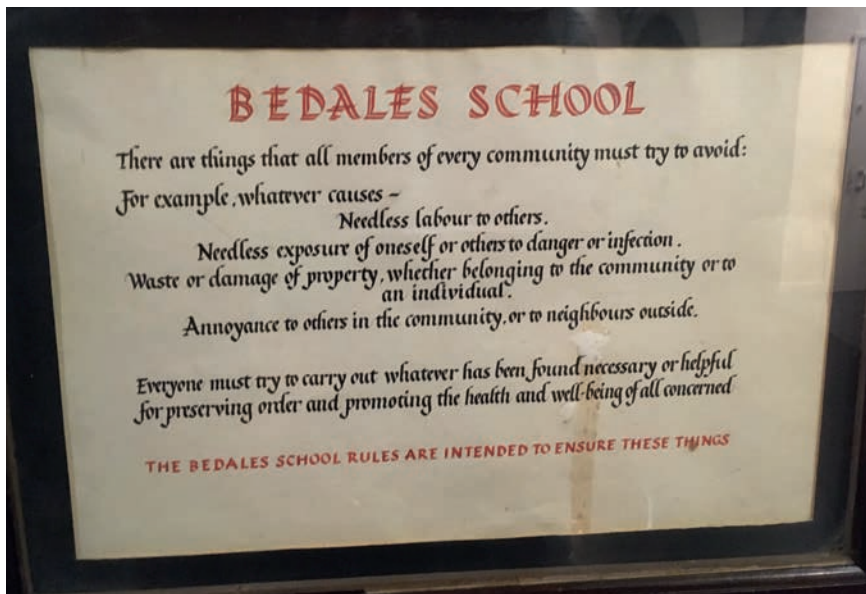 BEDALES SCHOOL
There are things that all members of every community must try to avoid:
For example, whatever causes –
Needless labour to others.
Needless exposure of oneself or others to danger or infection.
Waste or damage of property, whether belonging to the community or to
an individual.
Annoyance to others in the community, or to neighbours outside.
Everyone must try to carry out whatever has been found necessary or helpful
for preserving order and promoting the health and well-being of all concerned
THE BEDALES SCHOOL RULES ARE INTENDED TO ENSURE THESE THINGS